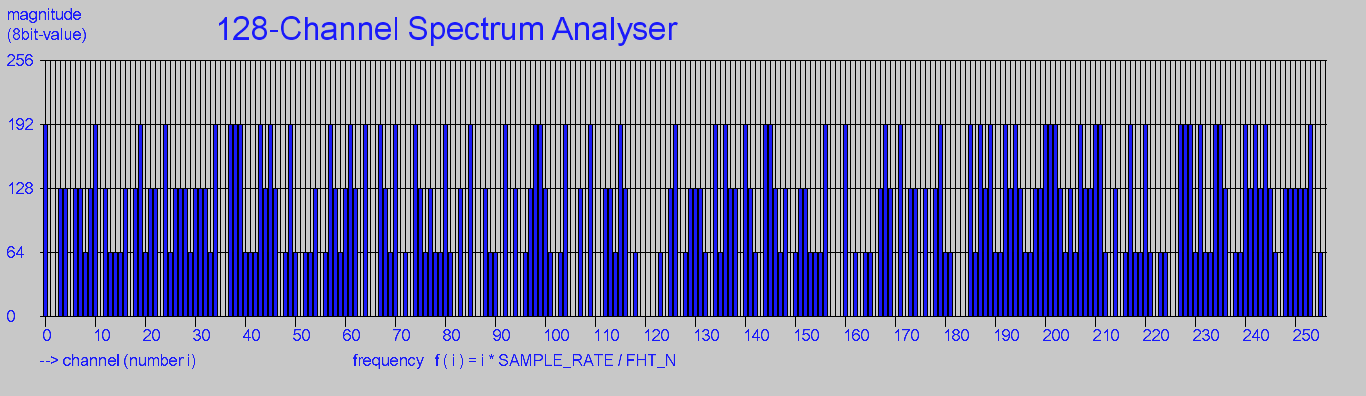 magnitude
(8bit-value)
128-Channel Spectrum Analyser
256
192
128
64
0
0 10 20 30 40 50 60 70 80 90 100 110 120 130 140 150 160 170 180 190 200 210 220 230 240 250
--> channel (number i)
frequency f ( i ) = i * SAMPLE_RATE / FHT_N